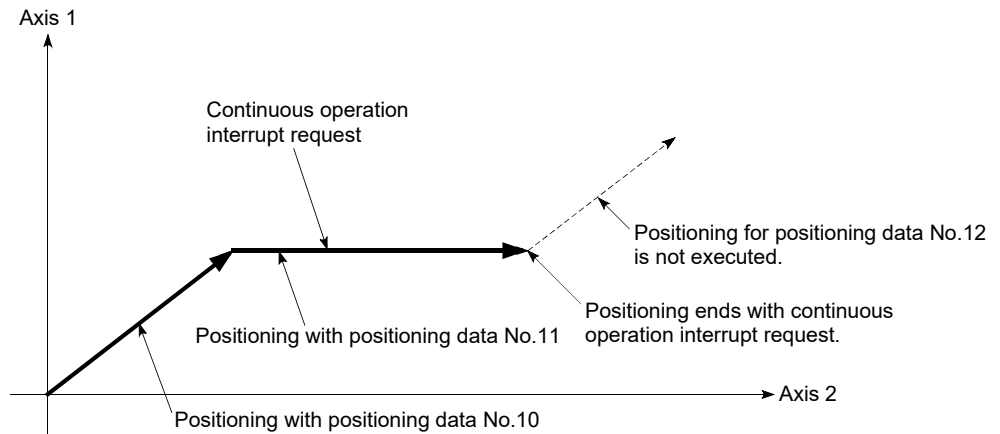 Axis 1
Continuous operation
interrupt request
Positioning for positioning data No.12
is not executed.
Positioning ends with continuous
operation interrupt request.
Positioning with positioning data No.11
Axis 2
Positioning with positioning data No.10